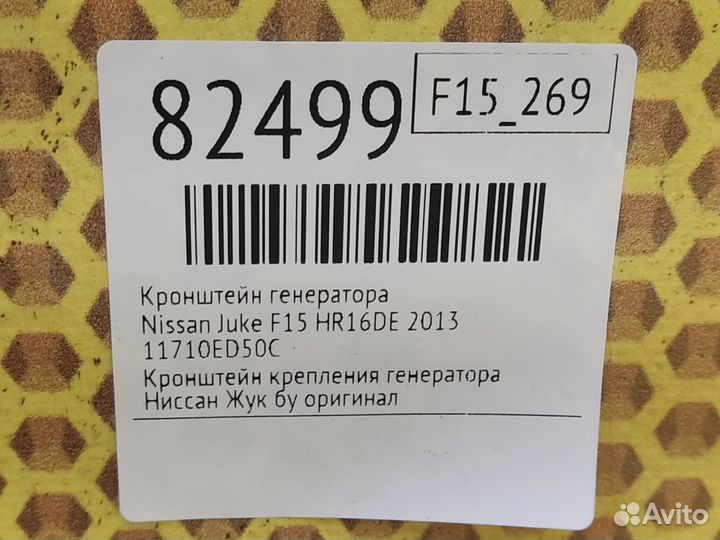 82499
F15_269
Кронштейн генератора
Nissan Juke F15 HR16DE 2013
11710ED50C
Кронштейн крепления генератора
Ниссан Жук бу оригинал
Avito